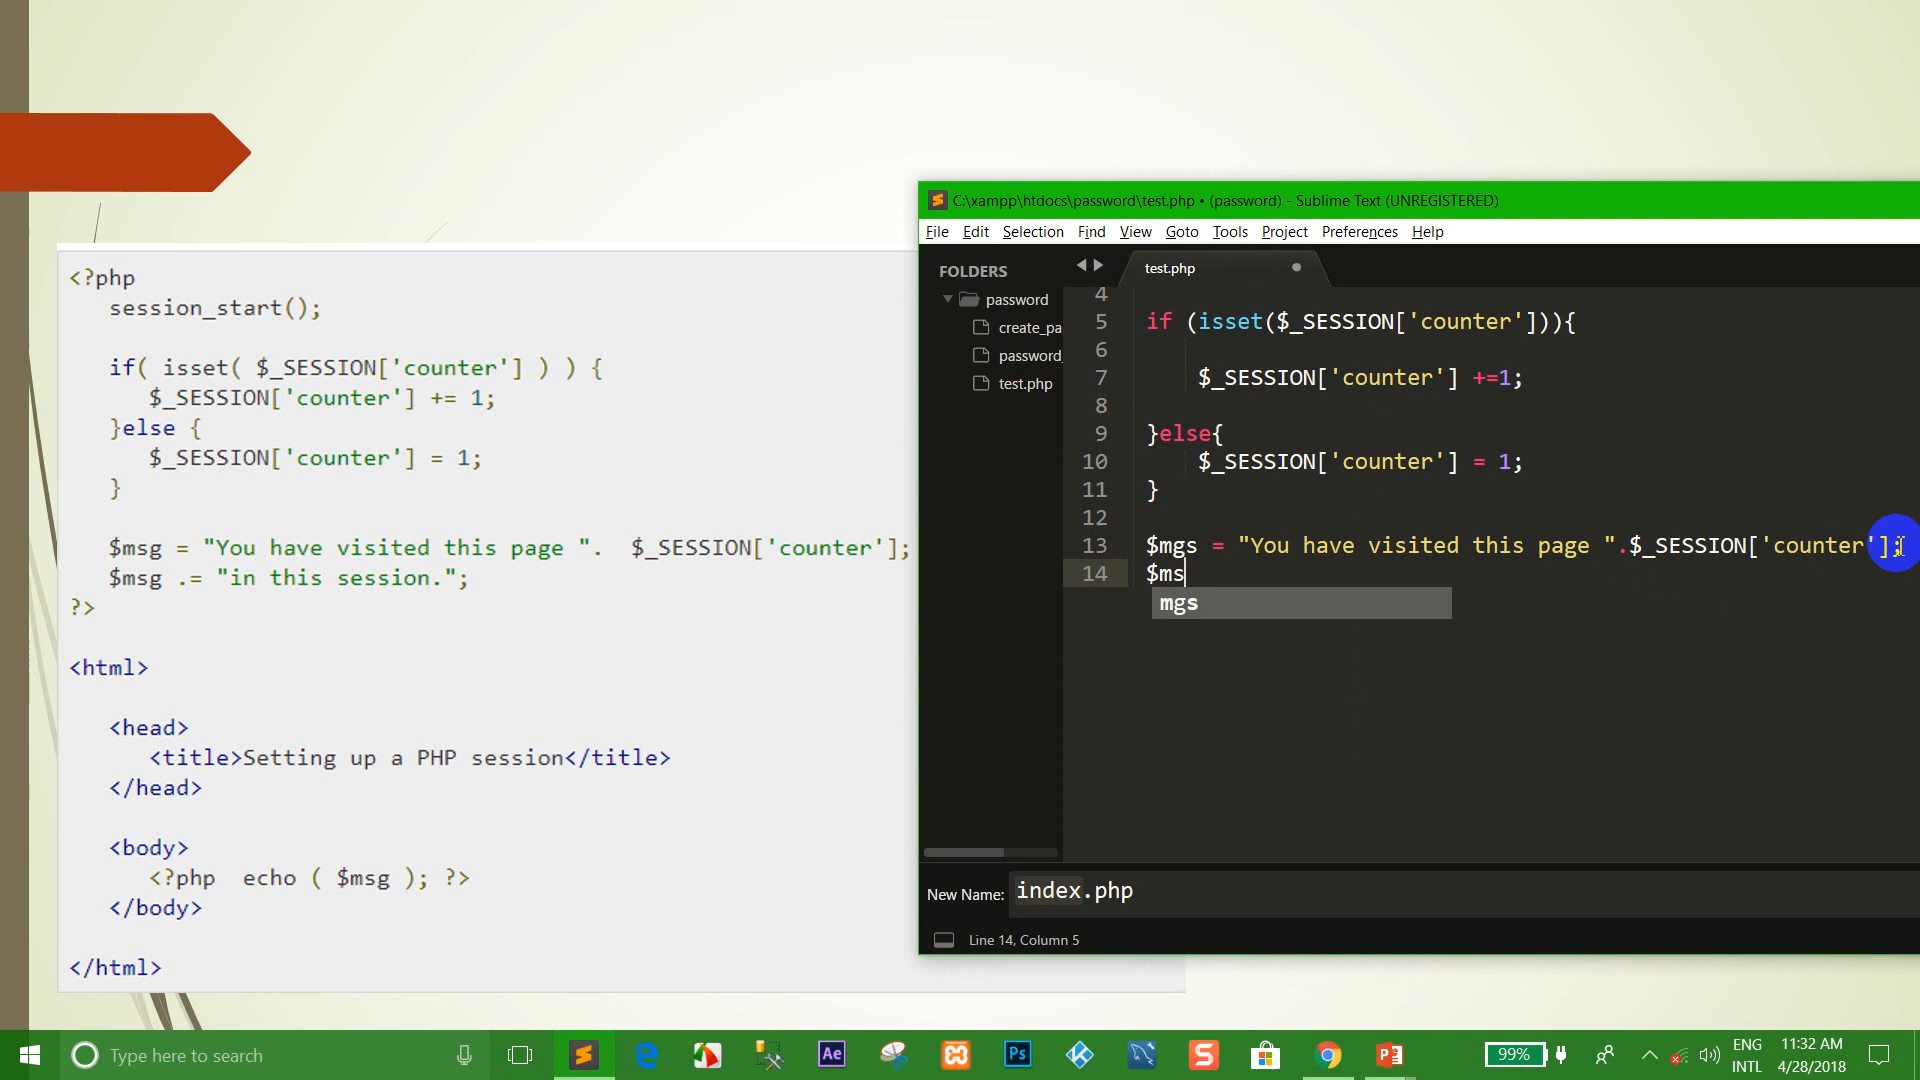 <?php
session_start();
if( isset( $_SESSION['counter'] ) ) {
$_SESSION['counter'] += 1;
}else {
$_SESSION['counter'] = 1;
}
$msg = "You have visited this page ".  $_SESSION['counter'];
$msg .= "in this session.";
?>
<html>
<head>
<title>Setting up a PHP session</title>
</head>
<body>
<?php  echo ( $msg ); ?>
</body>
</html>
C:\xampp\htdocs\password\test.php • (password) - Sublime Text (UNREGISTERED)
File Edit Selection Find View Goto Tools Project Preferences Help
FOLDERS
password
create_pa
password_
test.php
test.php
4
5 if (isset($_SESSION['counter'])){
6
7 $_SESSION['counter'] +=1;
8
9 }else{
10 $_SESSION['counter'] = 1;
11 }
12
13 $mgs = "You have visited this page ".$_SESSION['counter'];
14 $ms
mgs
New Name: index.php
Line 14, Column 5
Type here to search
Ae
Ps
S
P
99%
ENG
INTL
11:32 AM
4/28/2018